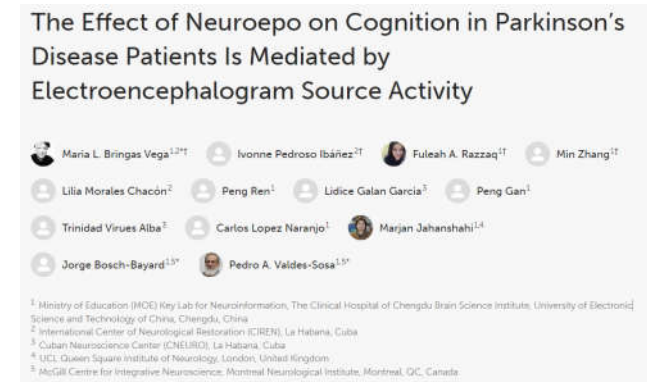 The Effect of Neuroepo on Cognition in Parkinson's
Disease Patients Is Mediated by
Electroencephalogram Source Activity
Maria L. Bringas Vega1,2*† Ivonne Pedroso Ibáñez2† Fuleah A. Razzaq1† Min Zhang1†
Lilia Morales Chacón2 Peng Ren1 Lidice Galan Garcia3 Peng Gan1
Trinidad Virues Alba3 Carlos Lopez Naranjo1 Marjan Jahanshahi1,4
Jorge Bosch-Bayard1,5* Pedro A. Valdes-Sosa1,5*
1 Ministry of Education (MOE) Key Lab for Neuroinformation, The Clinical Hospital of Chengdu Brain Science Institute, University of Electronic
Science and Technology of China, Chengdu, China
2 International Center of Neurological Restoration (CIREN), La Habana, Cuba
3 Cuban Neuroscience Center (CNEURO), La Habana, Cuba
4 UCL Queen Square Institute of Neurology, London, United Kingdom
5 McGill Centre for Integrative Neuroscience, Montreal Neurological Institute, Montreal, QC, Canada